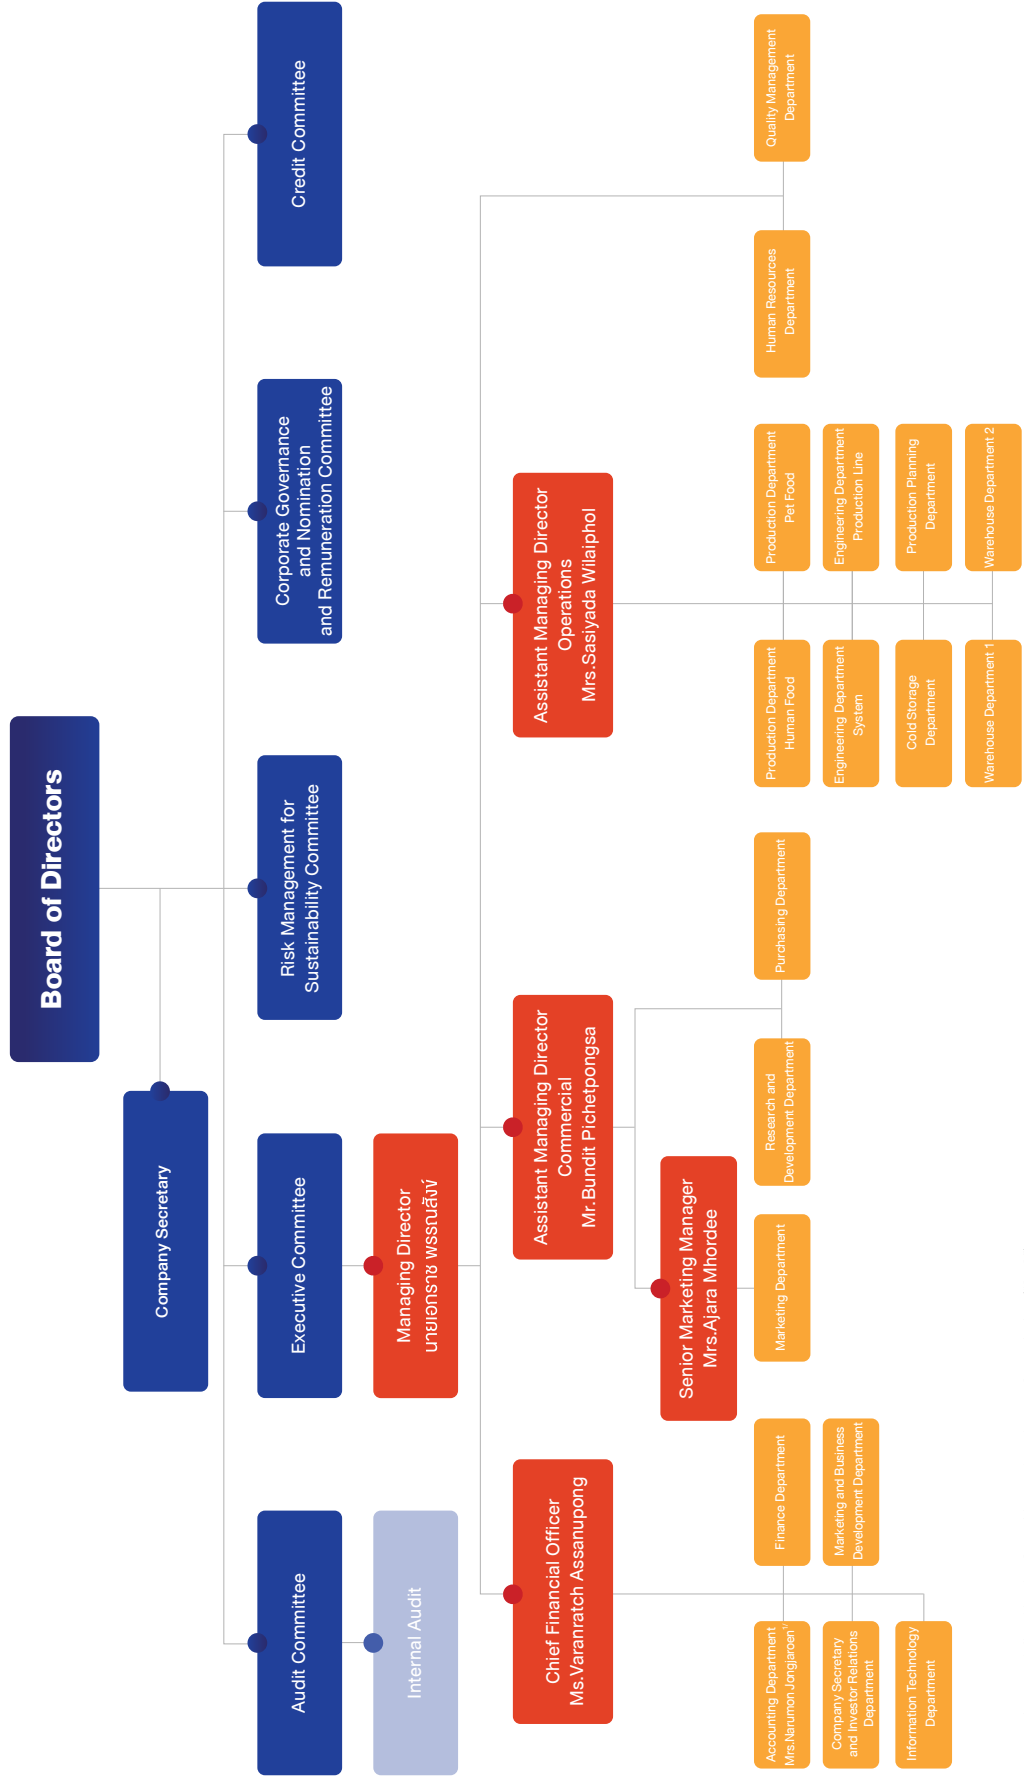 Board of Directors
Company Secretary
Audit Committee
Executive Committee
Risk Management for
Sustainability Committee
Corporate Governance
and Nomination
and Remuneration Committee
Credit Committee
Internal Audit
Managing Director
นายเอกราช พรรณสังข์
Chief Financial Officer
Ms.Varanratch Assanupong
Assistant Managing Director
Commercial
Mr.Bundit Pichetpongsa
Assistant Managing Director
Operations
Mrs.Sasiyada Wilaiphol
Senior Marketing Manager
Mrs.Ajara Mhordee
Accounting Department
Mrs.Narumon Jongjaroen¹/
Finance Department
Company Secretary
and Investor Relations
Department
Marketing and Business
Development Department
Information Technology
Department
Marketing Department
Research and
Development Department
Purchasing Department
Production Department
Human Food
Production Department
Pet Food
Engineering Department
System
Engineering Department
Production Line
Cold Storage
Department
Production Planning
Department
Warehouse Department 1
Warehouse Department 2
Human Resources
Department
Quality Management
Department